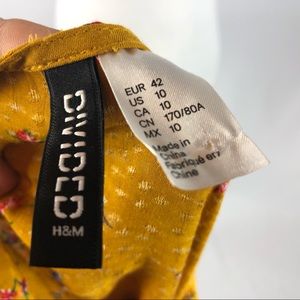 DIVIDED
H&M
EUR 42
US 10
CA 10
CN 170/80A
MX 10
Made in
China
Fabriqué en
Chine